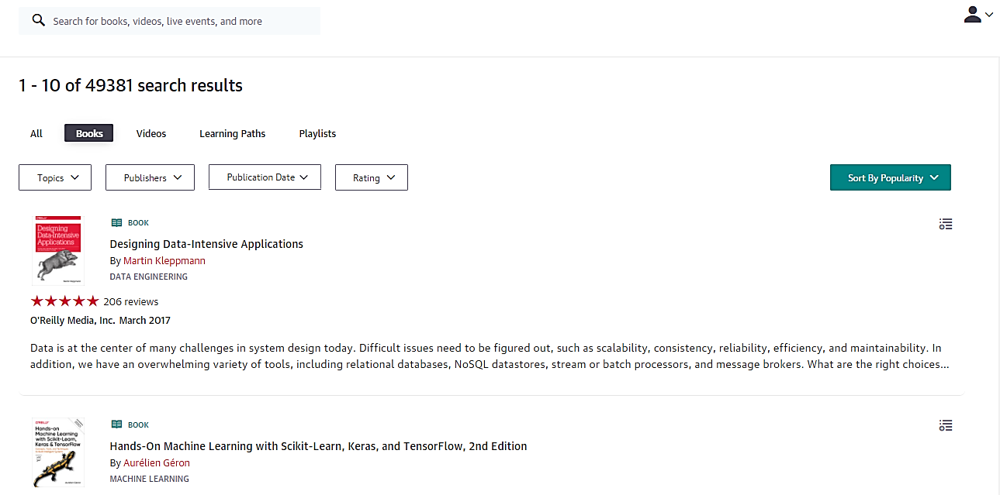 Search for books, videos, live events, and more
1 - 10 of 49381 search results
All Books Videos Learning Paths Playlists
Topics Publishers Publication Date Rating Sort By Popularity
Designing
Data-Intensive
Applications
BOOK
Designing Data-Intensive Applications
By Martin Kleppmann
DATA ENGINEERING
206 reviews
O'Reilly Media, Inc. March 2017
Data is at the center of many challenges in system design today. Difficult issues need to be figured out, such as scalability, consistency, reliability, efficiency, and maintainability. In
addition, we have an overwhelming variety of tools, including relational databases, NoSQL datastores, stream or batch processors, and message brokers. What are the right choices...
O'REILLY
Hands-on
Machine Learning
with Scikit-Learn,
Keras & TensorFlow
BOOK
Hands-On Machine Learning with Scikit-Learn, Keras, and TensorFlow, 2nd Edition
By Aurélien Géron
MACHINE LEARNING